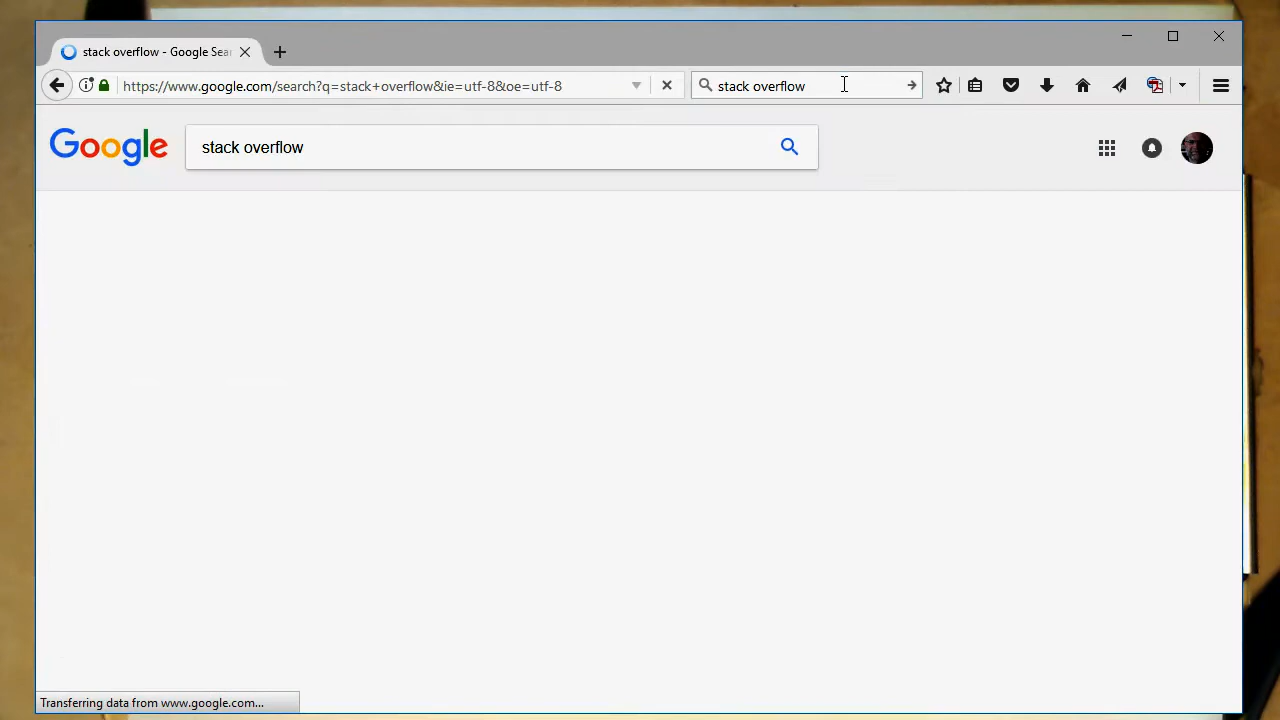 stack overflow - Google Sear
https://www.google.com/search?q=stack+overflow&ie=utf-8&oe=utf-8
stack overflow
Google
stack overflow
Transferring data from www.google.com...